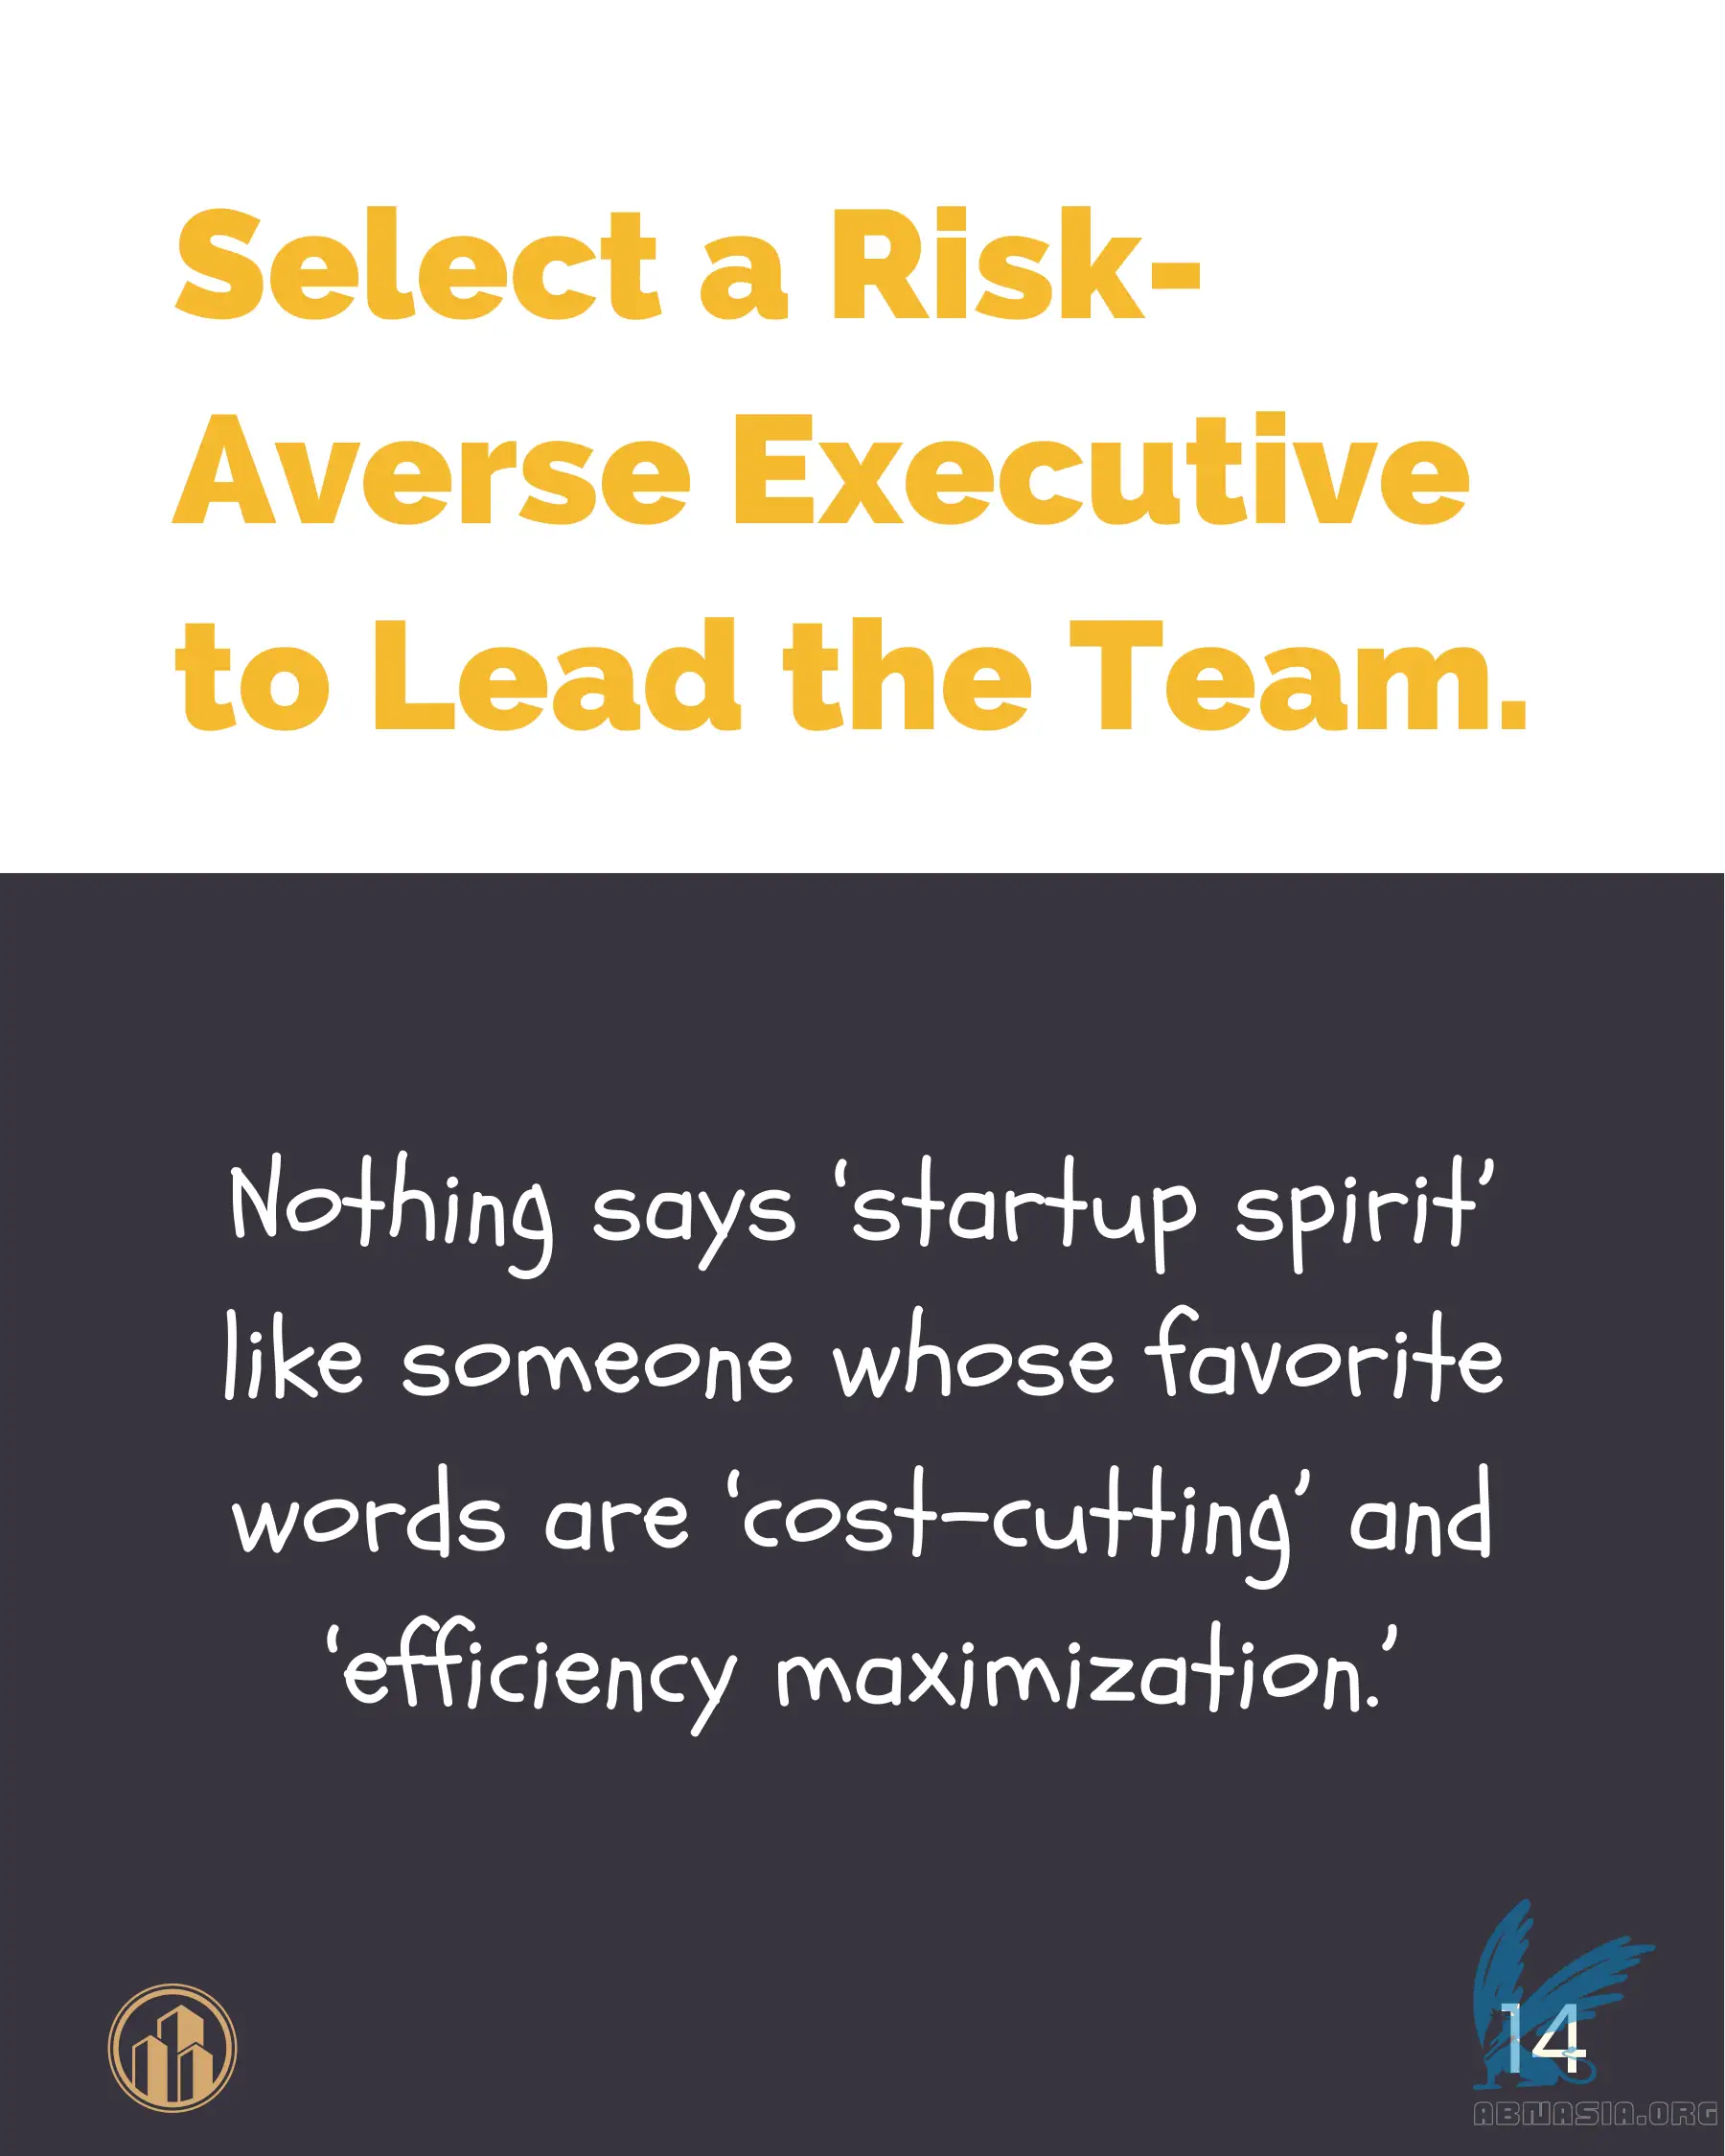 Select a Risk-
Averse Executive
to Lead the Team.
Nothing says ‘startup spirit’
like someone whose favorite
words are ‘cost-cutting’ and
‘efficiency maximization.’
14
ABNASIA.ORG